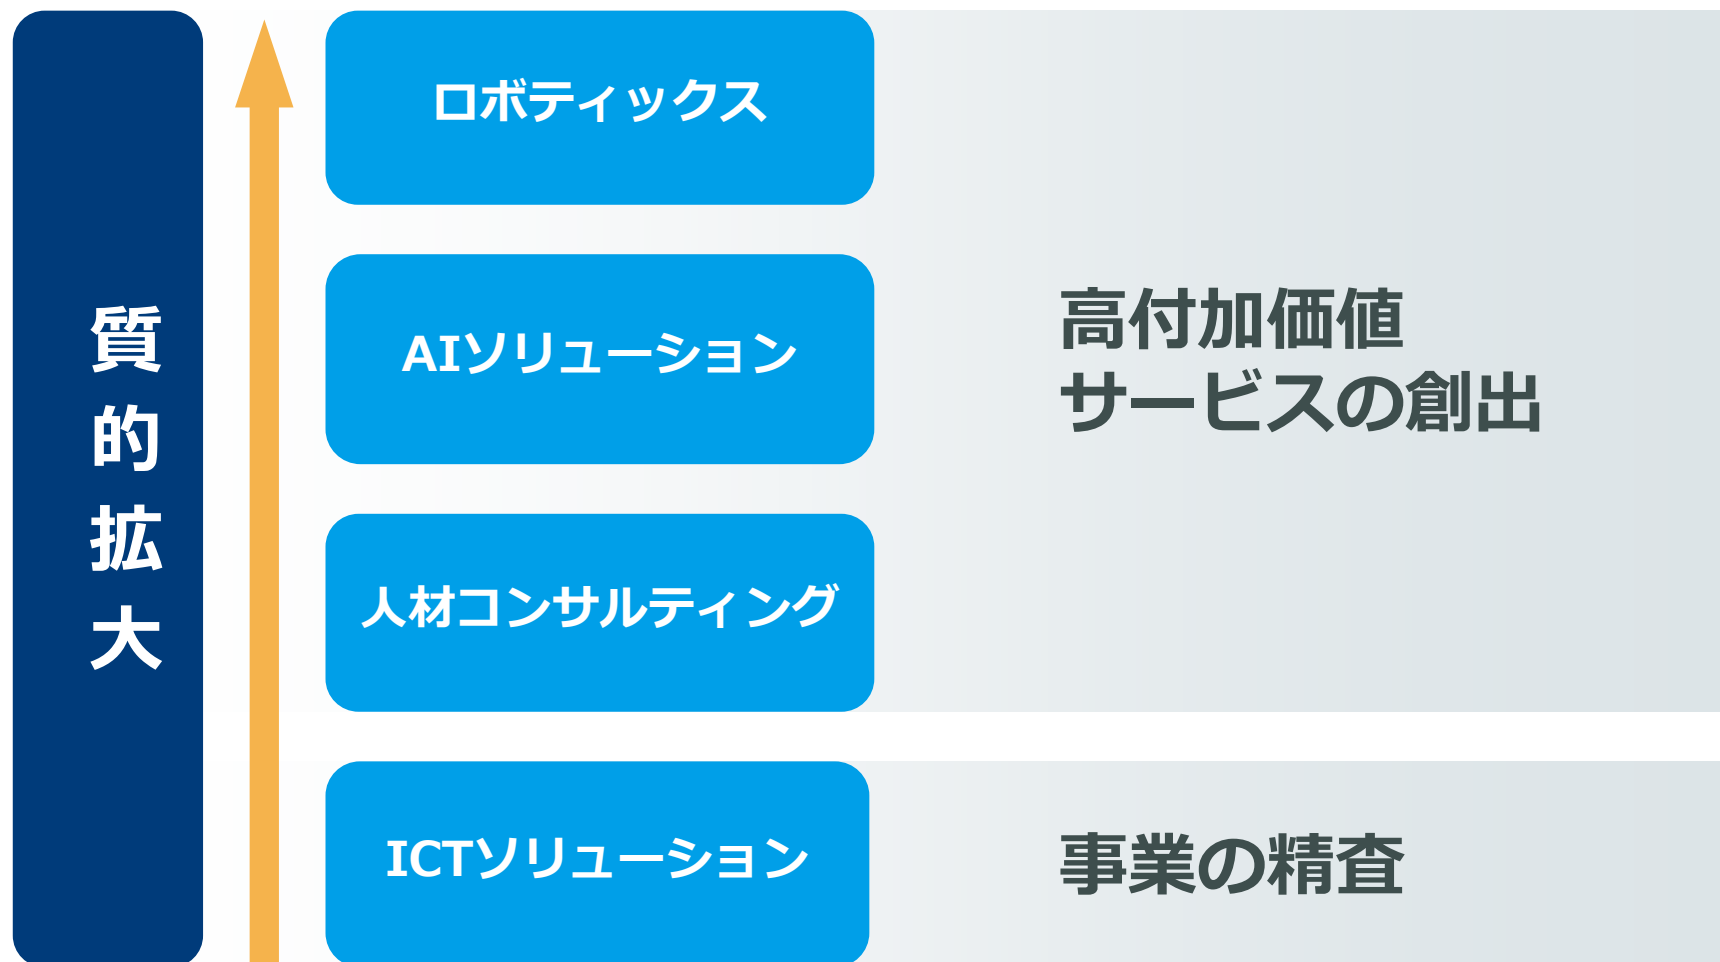 質的拡大
ロボティックス
AIソリューション
人材コンサルティング
高付加価値
サービスの創出
ICTソリューション
事業の精査